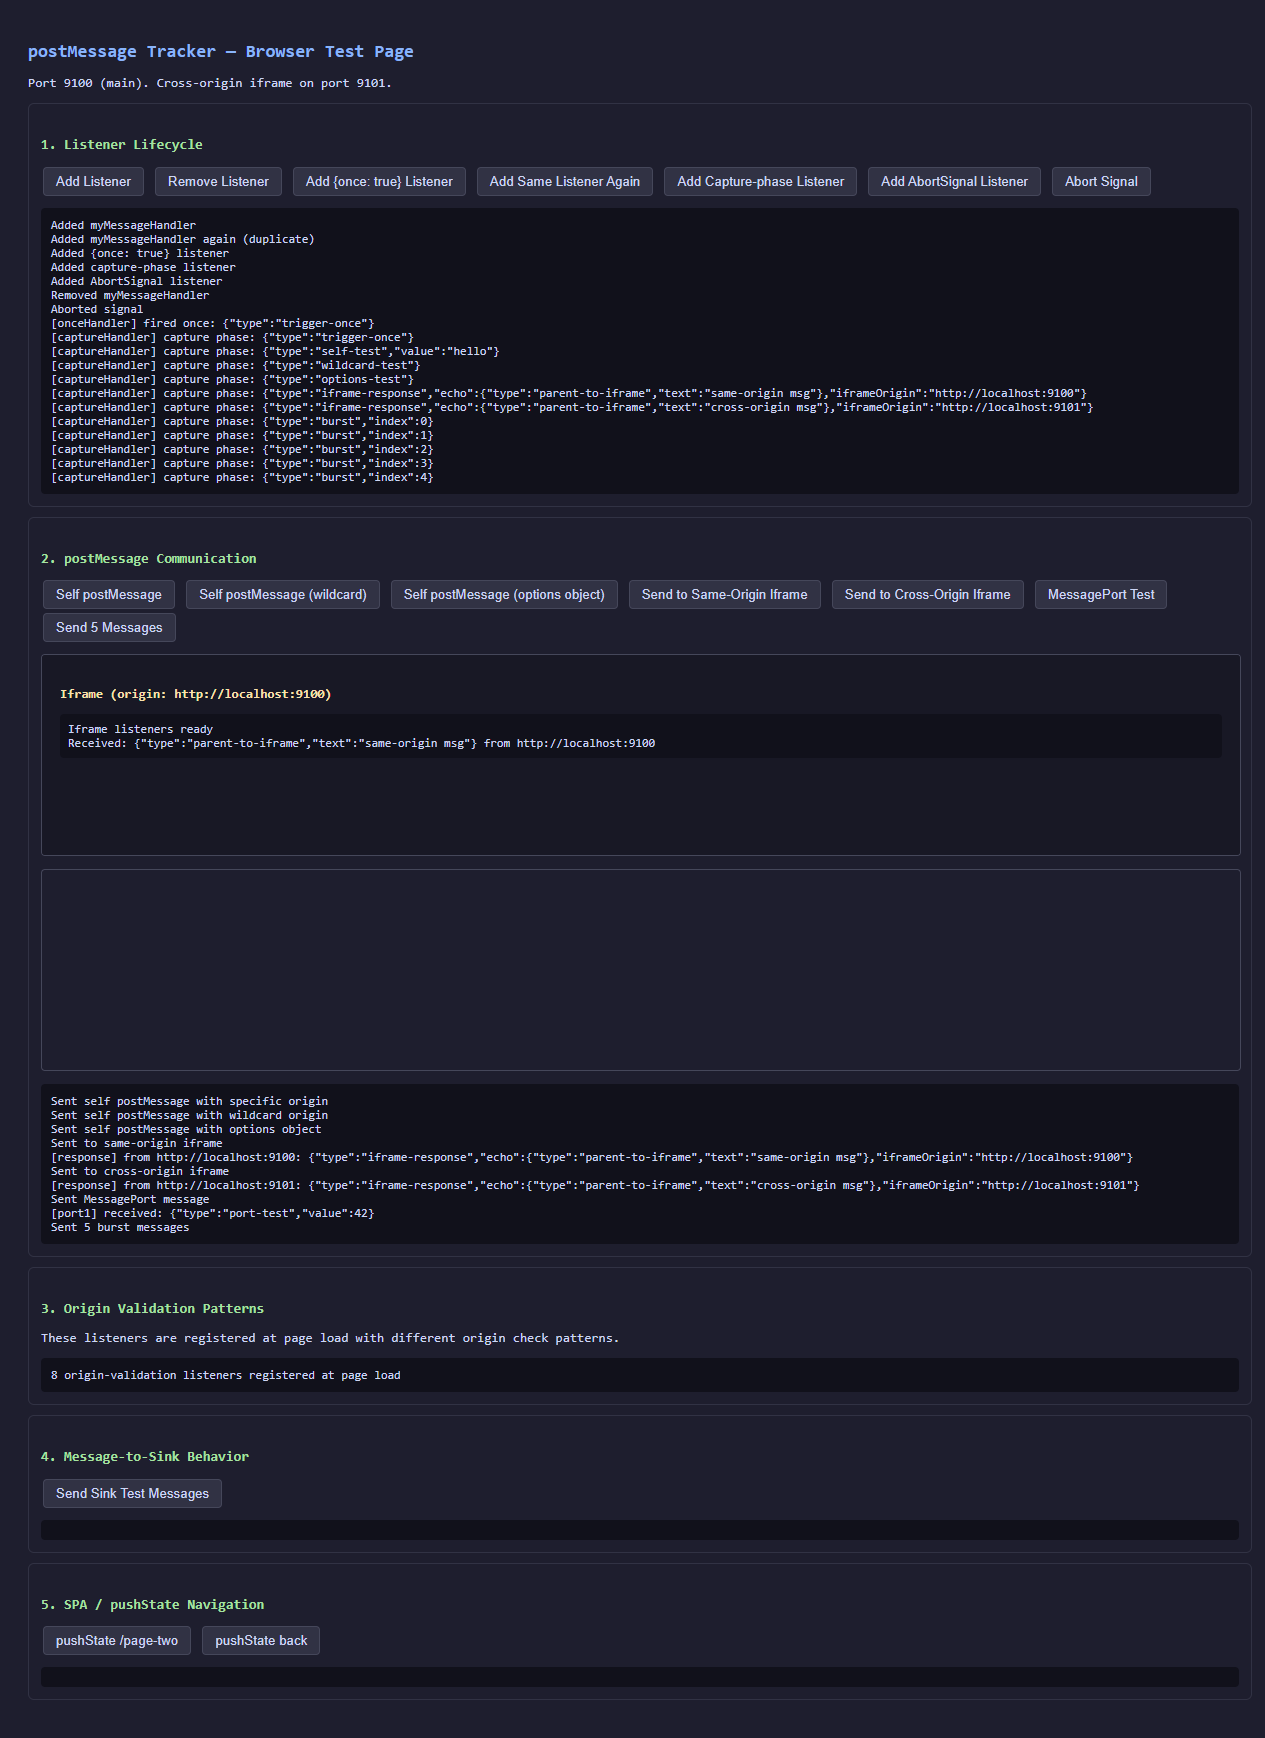 postMessage Tracker — Browser Test Page
Port 9100 (main). Cross-origin iframe on port 9101.
1. Listener Lifecycle
Add Listener Remove Listener Add {once: true} Listener Add Same Listener Again Add Capture-phase Listener Add AbortSignal Listener Abort Signal
Added myMessageHandler
Added myMessageHandler again (duplicate)
Added {once: true} listener
Added capture-phase listener
Added AbortSignal listener
Removed myMessageHandler
Aborted signal
[onceHandler] fired once: {"type":"trigger-once"}
[captureHandler] capture phase: {"type":"trigger-once"}
[captureHandler] capture phase: {"type":"self-test","value":"hello"}
[captureHandler] capture phase: {"type":"wildcard-test"}
[captureHandler] capture phase: {"type":"options-test"}
[captureHandler] capture phase: {"type":"iframe-response","echo":{"type":"parent-to-iframe","text":"same-origin msg"},"iframeOrigin":"http://localhost:9100"}
[captureHandler] capture phase: {"type":"iframe-response","echo":{"type":"parent-to-iframe","text":"cross-origin msg"},"iframeOrigin":"http://localhost:9101"}
[captureHandler] capture phase: {"type":"burst","index":0}
[captureHandler] capture phase: {"type":"burst","index":1}
[captureHandler] capture phase: {"type":"burst","index":2}
[captureHandler] capture phase: {"type":"burst","index":3}
[captureHandler] capture phase: {"type":"burst","index":4}
2. postMessage Communication
Self postMessage Self postMessage (wildcard) Self postMessage (options object) Send to Same-Origin Iframe Send to Cross-Origin Iframe MessagePort Test
Send 5 Messages
Iframe (origin: http://localhost:9100)
Iframe listeners ready
Received: {"type":"parent-to-iframe","text":"same-origin msg"} from http://localhost:9100
Sent self postMessage with specific origin
Sent self postMessage with wildcard origin
Sent self postMessage with options object
Sent to same-origin iframe
[response] from http://localhost:9100: {"type":"iframe-response","echo":{"type":"parent-to-iframe","text":"same-origin msg"},"iframeOrigin":"http://localhost:9100"}
Sent to cross-origin iframe
[response] from http://localhost:9101: {"type":"iframe-response","echo":{"type":"parent-to-iframe","text":"cross-origin msg"},"iframeOrigin":"http://localhost:9101"}
Sent MessagePort message
[port1] received: {"type":"port-test","value":42}
Sent 5 burst messages
3. Origin Validation Patterns
These listeners are registered at page load with different origin check patterns.
8 origin-validation listeners registered at page load
4. Message-to-Sink Behavior
Send Sink Test Messages
5. SPA / pushState Navigation
pushState /page-two pushState back